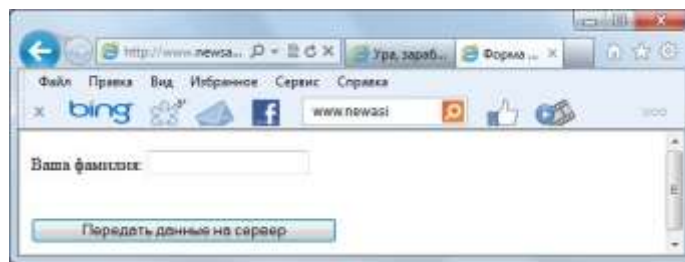 http://www.newsa...
Ура, зараб... Форма ...
Файл Правка Вид Избранное Сервис Справка
x bing www.newasi
Ваша фамилия:
Передать данные на сервер